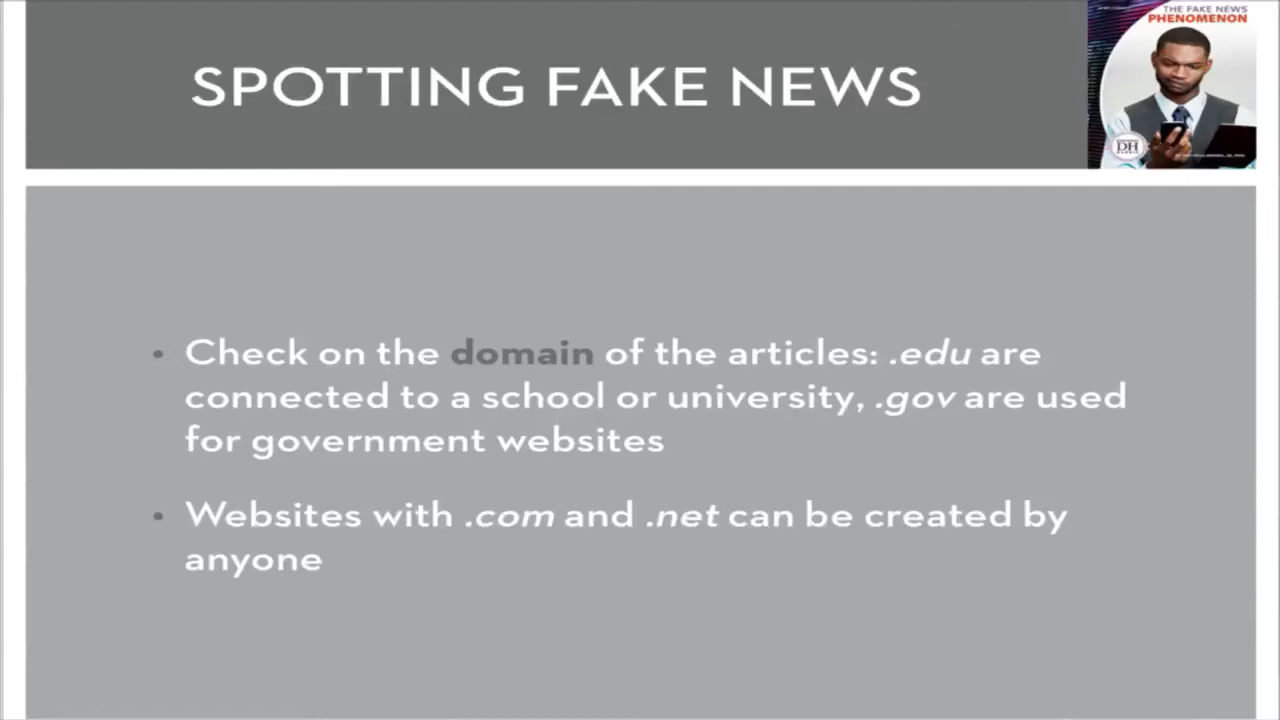 THE FAKE NEWS
PHENOMENON
SPOTTING FAKE NEWS
DH
• Check on the domain of the articles: .edu are
connected to a school or university, .gov are used
for government websites
• Websites with .com and .net can be created by
anyone